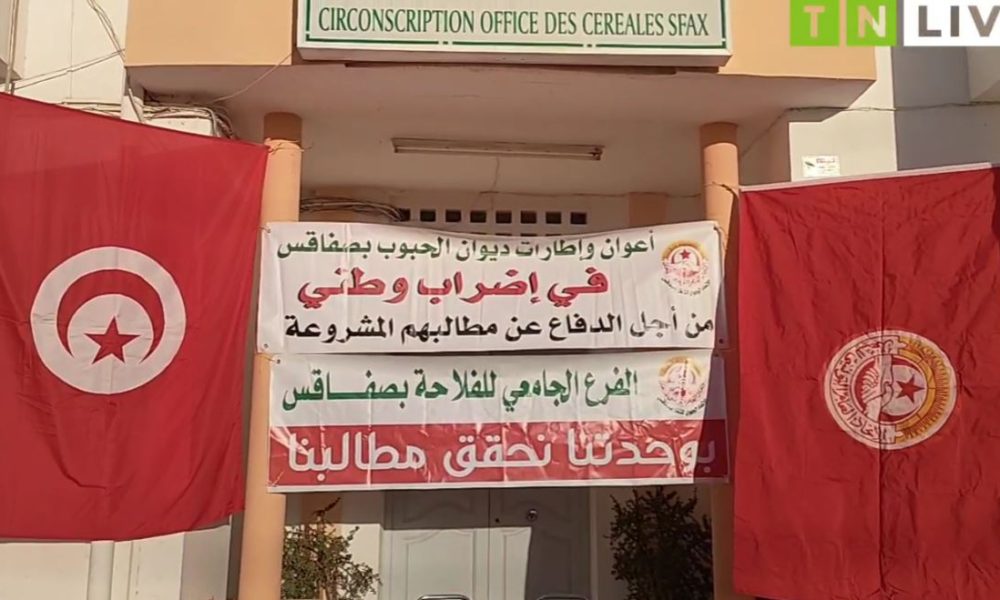 TN LIV
CIRCONSCRIPTION OFFICE DES CEREALES SFAX
أعوان وإطارات ديوان الحبوب بصفاقس
في إضراب وطني
من أجل الدفاع عن مطالبهم المشروعة
الفرع الجامعي للفلاحة بصفاقس
بوحدتنا نحقق مطالبنا